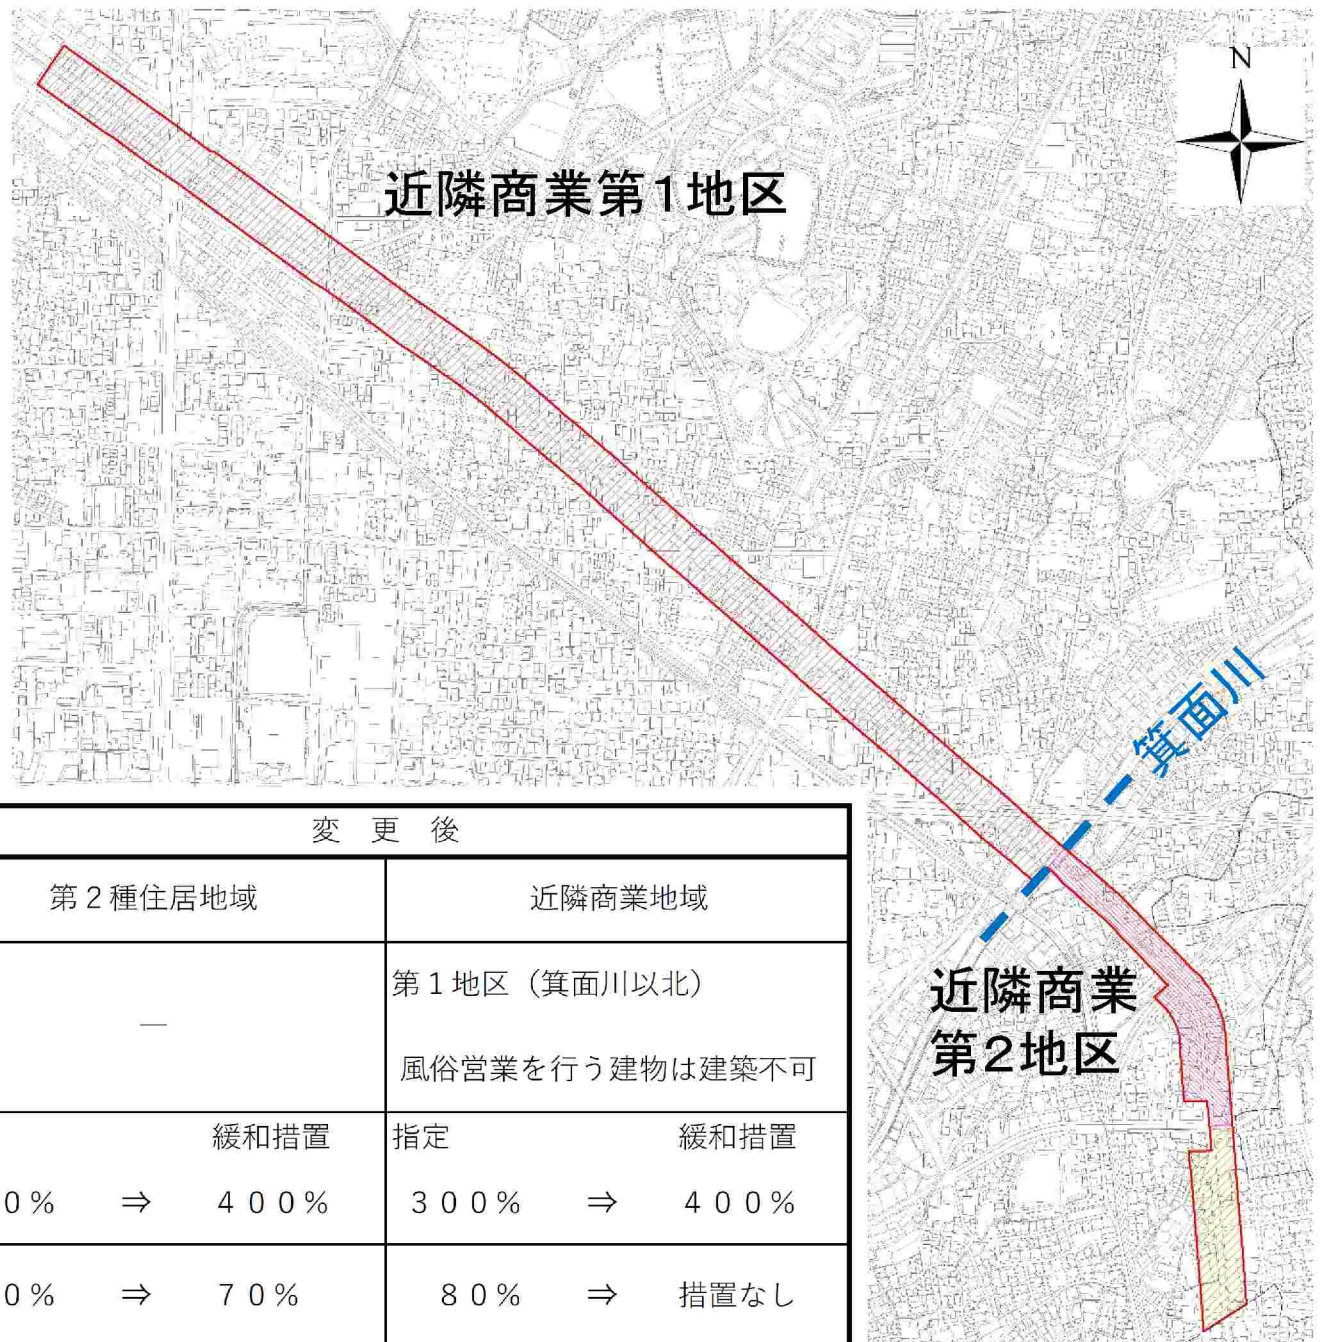 N
近隣商業第1地区
箕面川
近隣商業
第2地区
変更後
第2種住居地域 近隣商業地域
― 第1地区（箕面川以北）
風俗営業を行う建物は建築不可
緩和措置 指定 緩和措置
0% ⇒ 400% 300% ⇒ 400%
0% ⇒ 70% 80% ⇒ 措置なし